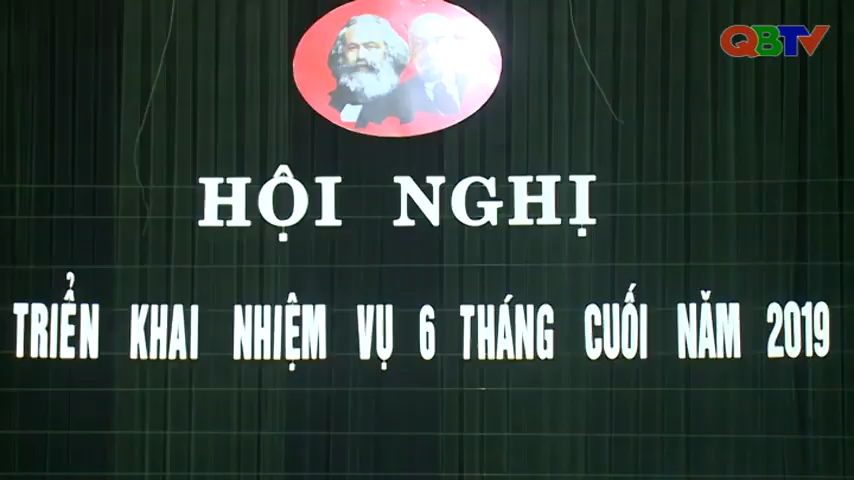 QBTV
HỘI NGHỊ
TRIỂN KHAI NHIỆM VỤ 6 THÁNG CUỐI NĂM 2019